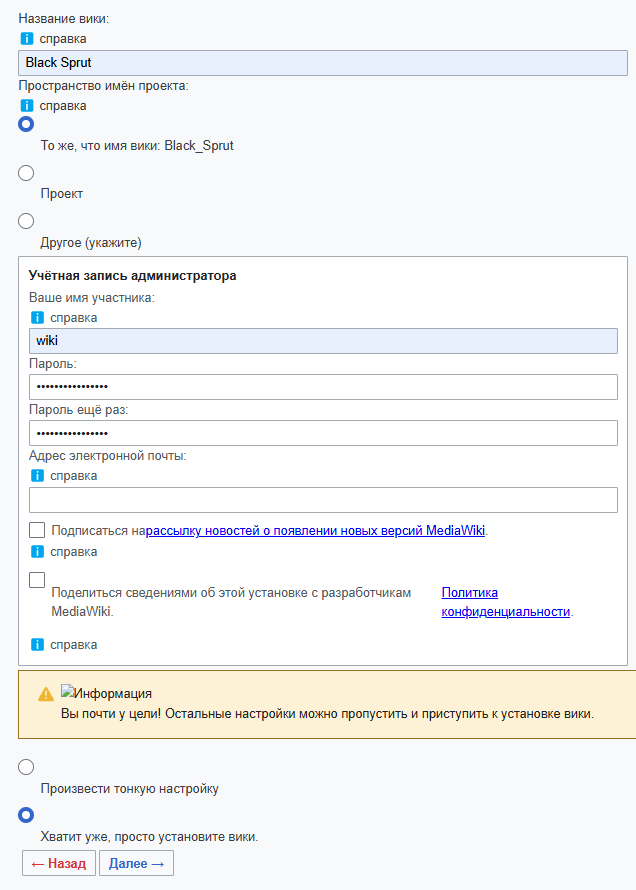 Название вики:
справка
Black Sprut
Пространство имён проекта:
справка
То же, что имя вики: Black_Sprut
Проект
Другое (укажите)
Учётная запись администратора
Ваше имя участника:
справка
wiki
Пароль:
••••••••••••••••
Пароль ещё раз:
••••••••••••••••
Адрес электронной почты:
справка
Подписаться нарассылку новостей о появлении новых версий MediaWiki.
справка
Поделиться сведениями об этой установке с разработчикам Политика
MediaWiki. конфиденциальности.
справка
Информация
Вы почти у цели! Остальные настройки можно пропустить и приступить к установке вики.
Произвести тонкую настройку
Хватит уже, просто установите вики.
← Назад Далее →